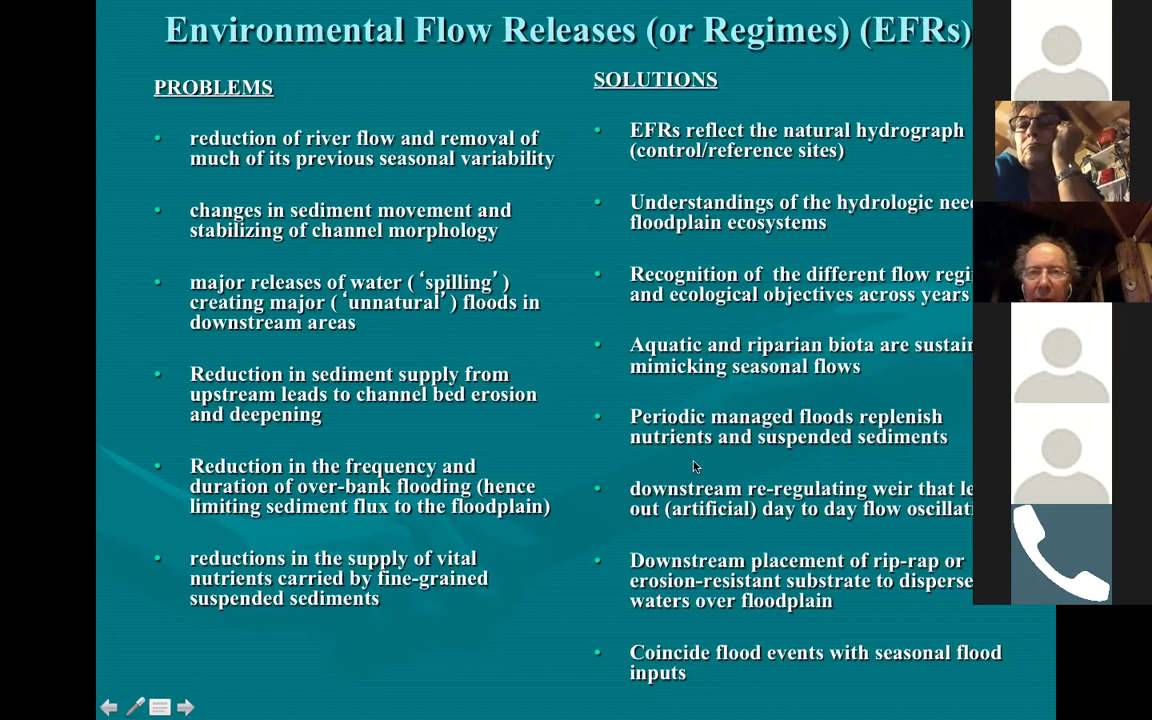 Environmental Flow Releases (or Regimes) (EFRs)
PROBLEMS
• reduction of river flow and removal of
much of its previous seasonal variability
• changes in sediment movement and
stabilizing of channel morphology
• major releases of water (‘spilling’)
creating major (‘unnatural’) floods in
downstream areas
• Reduction in sediment supply from
upstream leads to channel bed erosion
and deepening
• Reduction in the frequency and
duration of over-bank flooding (hence
limiting sediment flux to the floodplain)
• reductions in the supply of vital
nutrients carried by fine-grained
suspended sediments
SOLUTIONS
• EFRs reflect the natural hydrograph
(control/reference sites)
• Understandings of the hydrologic
floodplain ecosystems
• Recognition of the different flow
and ecological objectives across years
• Aquatic and riparian biota are
mimicking seasonal flows
• Periodic managed floods replenish
nutrients and suspended sediments
• downstream re-regulating weir that
out (artificial) day to day flow
• Downstream placement of rip-rap or
erosion-resistant substrate to disperse
waters over floodplain
• Coincide flood events with seasonal flood
inputs